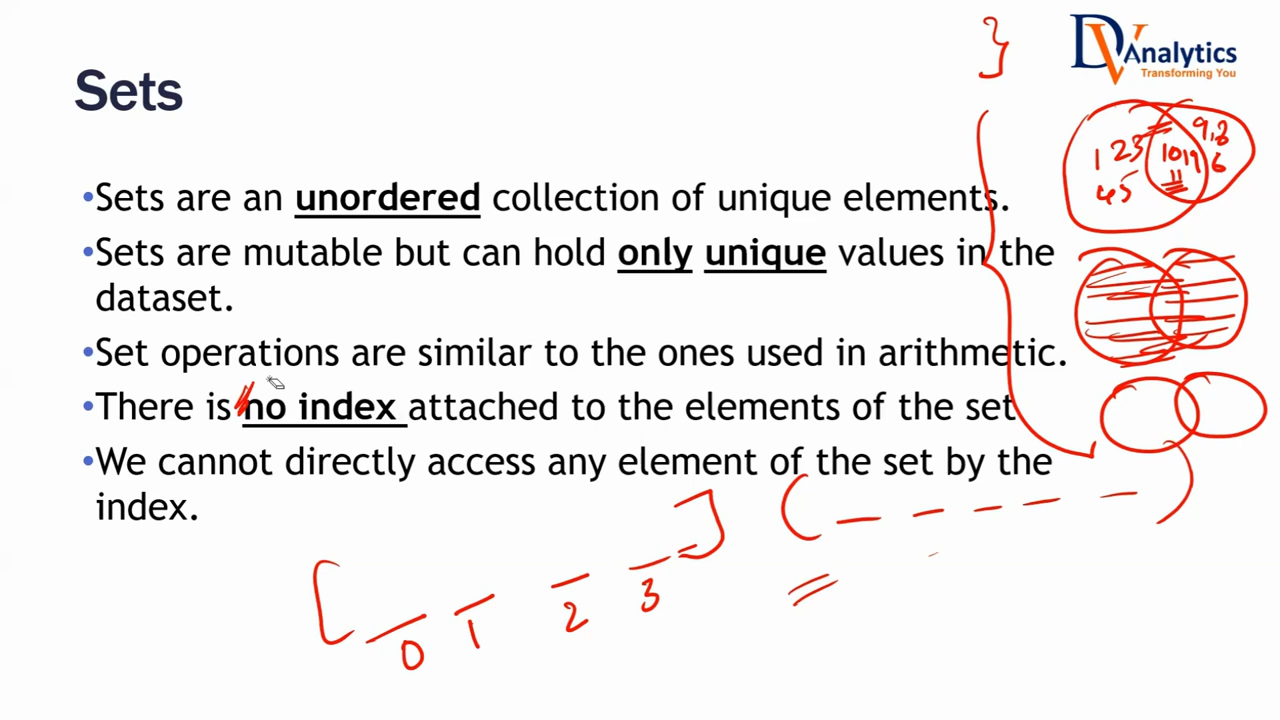 DV Analytics
Transforming You
Sets
•Sets are an unordered collection of unique elements.
•Sets are mutable but can hold only unique values in the
dataset.
•Set operations are similar to the ones used in arithmetic.
•There is no index attached to the elements of the set
•We cannot directly access any element of the set by the
index.
}
1 2 3
4 5
10 19
11
9,8
6
[ 0 1 2 3 ]
( )